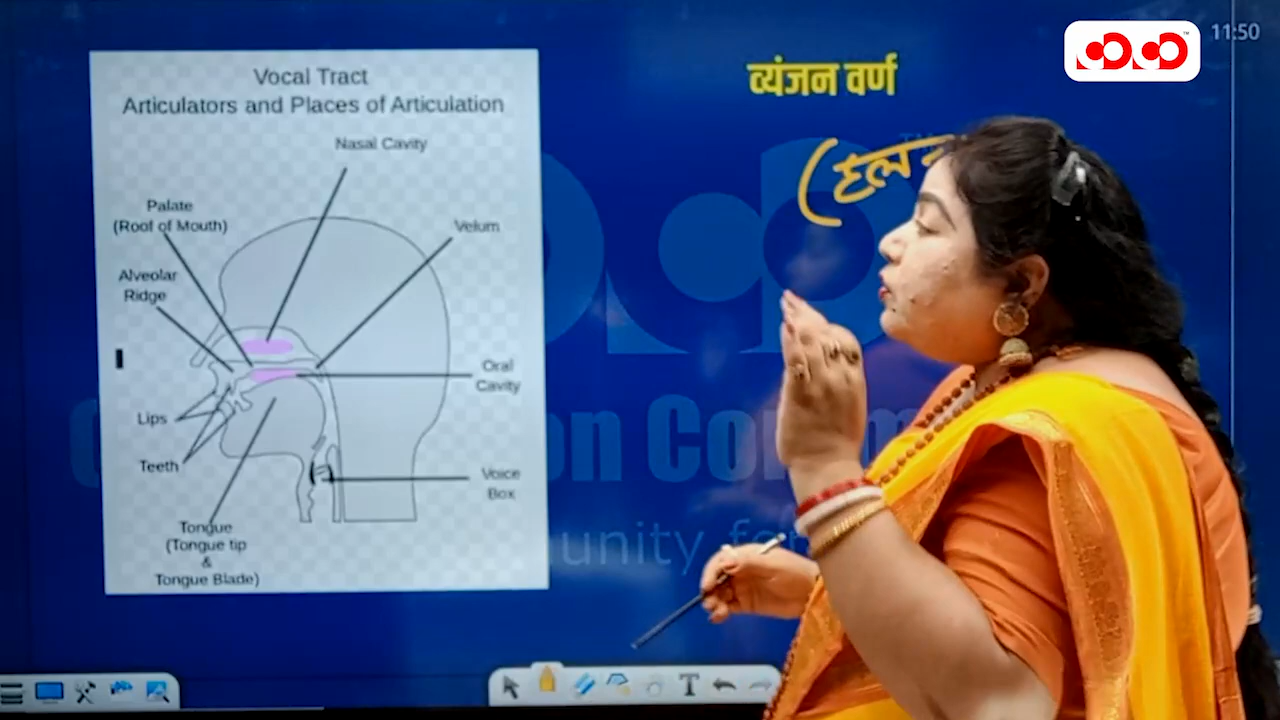 11:50
Vocal Tract
Articulators and Places of Articulation
Nasal Cavity
Palate
(Roof of Mouth)
Velum
Alveolar
Ridge
Oral
Cavity
Lips
Teeth
Voice
Box
Tongue
(Tongue tip
&
Tongue Blade)
व्यंजन वर्ण
T